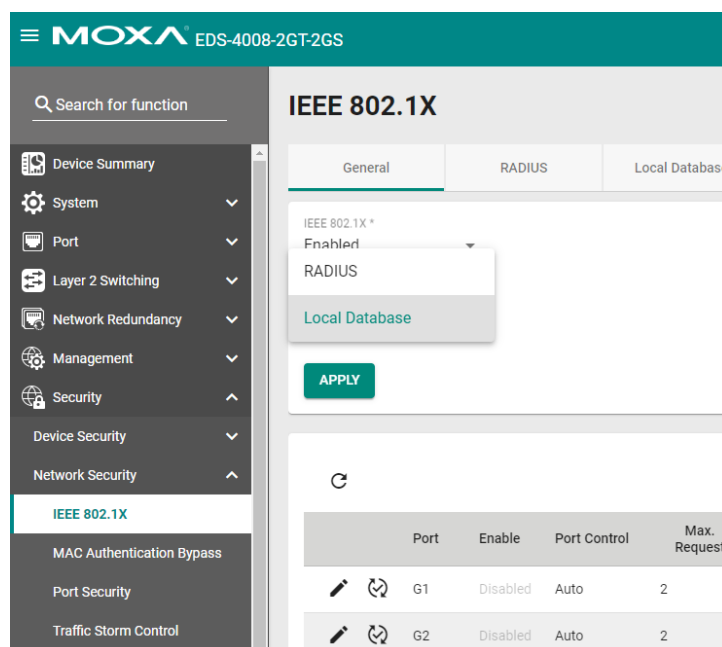 MOXA EDS-4008-2GT-2GS
Search for function
Device Summary
System
Port
Layer 2 Switching
Network Redundancy
Management
Security
Device Security
Network Security
IEEE 802.1X
MAC Authentication Bypass
Port Security
Traffic Storm Control
IEEE 802.1X
General RADIUS Local Databas
IEEE 802.1X *
Enabled
RADIUS
Local Database
APPLY
Port Enable Port Control Max.
Request
G1 Disabled Auto 2
G2 Disabled Auto 2